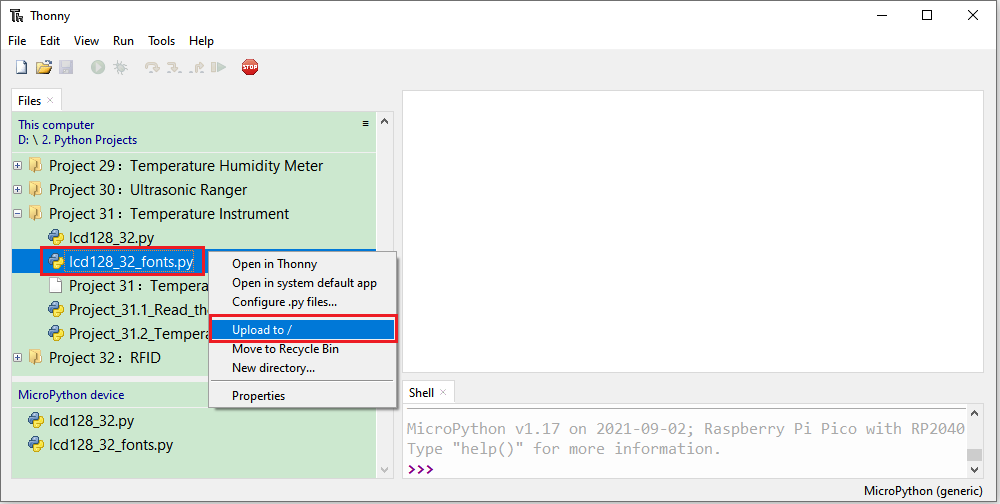 Thonny
File Edit View Run Tools Help
STOP
Files
This computer
D: \ 2. Python Projects
Project 29：Temperature Humidity Meter
Project 30：Ultrasonic Ranger
Project 31：Temperature Instrument
lcd128_32.py
lcd128_32_fonts.py
Project 31：Tempera
Project_31.1_Read_the
Project_31.2_Tempera
Project 32：RFID
Open in Thonny
Open in system default app
Configure .py files...
Upload to /
Move to Recycle Bin
New directory...
Properties
MicroPython device
lcd128_32.py
lcd128_32_fonts.py
Shell
MicroPython v1.17 on 2021-09-02; Raspberry Pi Pico with RP2040
Type "help()" for more information.
>>>
MicroPython (generic)